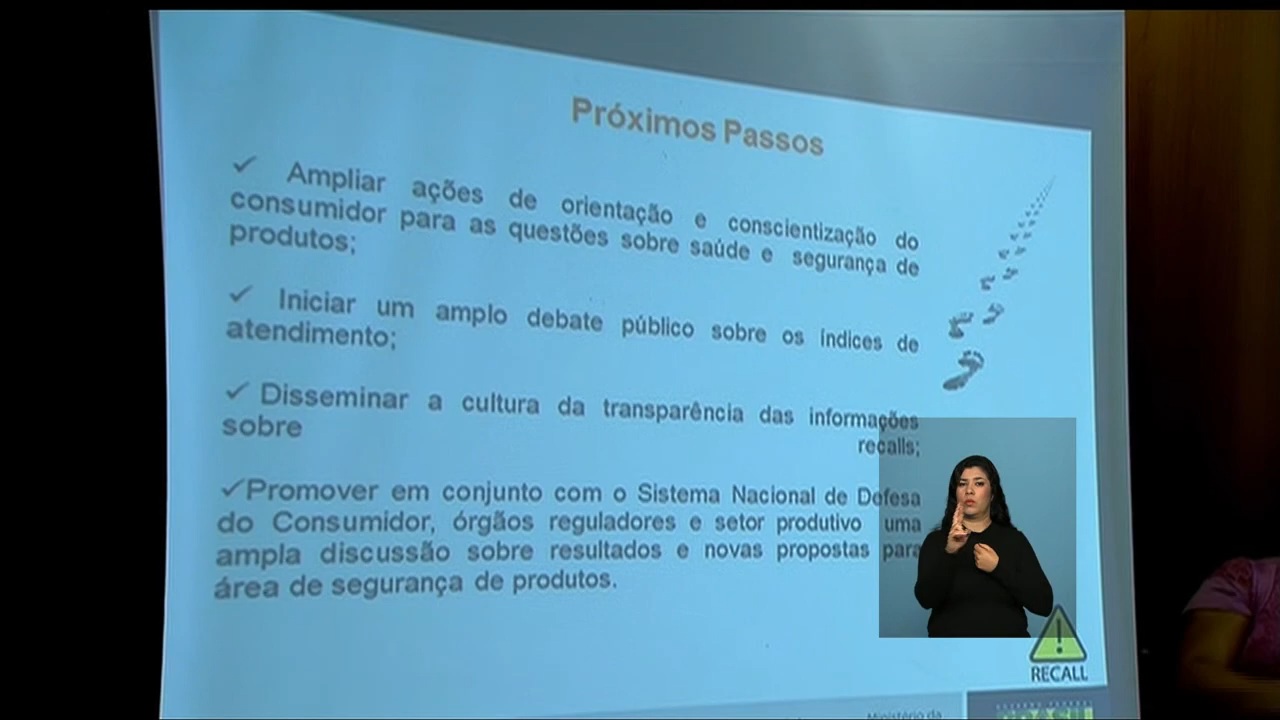 Próximos Passos
✓ Ampliar ações de orientação e conscientização do
consumidor para as questões sobre saúde e segurança de
produtos;
✓ Iniciar um amplo debate público sobre os índices de
atendimento;
✓ Disseminar a cultura da transparência das informações
sobre recalls;
✓Promover em conjunto com o Sistema Nacional de Defesa
do Consumidor, órgãos reguladores e setor produtivo uma
ampla discussão sobre resultados e novas propostas para
área de segurança de produtos.
RECALL
Ministério da